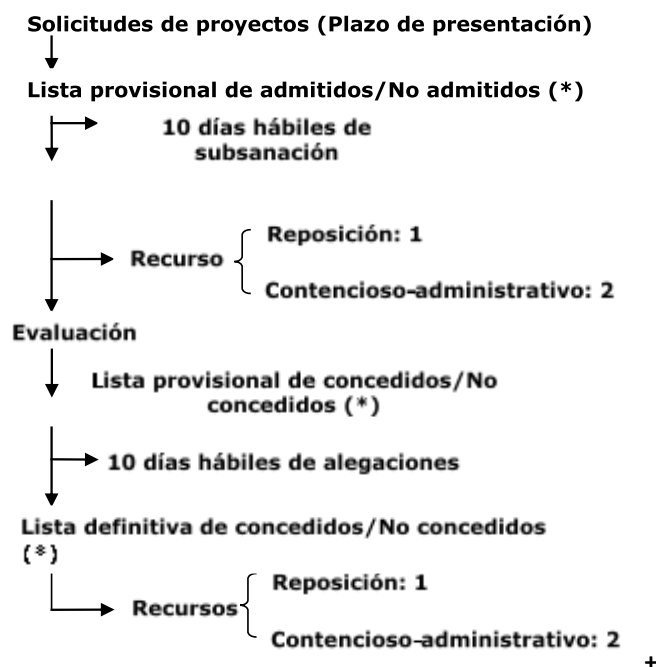 Solicitudes de proyectos (Plazo de presentación)
Lista provisional de admitidos/No admitidos (*)
10 días hábiles de
subsanación
Reposición: 1
Recurso
Contencioso-administrativo: 2
Evaluación
Lista provisional de concedidos/No
concedidos (*)
10 días hábiles de alegaciones
Lista definitiva de concedidos/No concedidos
(*)
Reposición: 1
Recursos
Contencioso-administrativo: 2
+